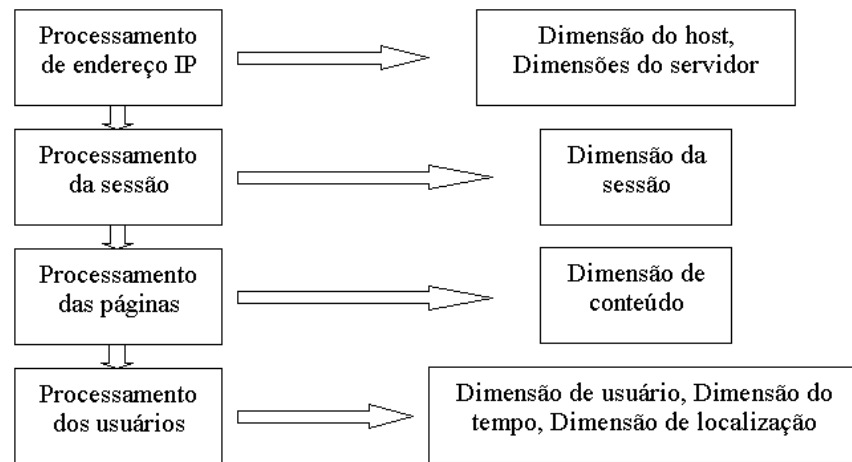 Processamento
de endereço IP
Dimensão do host,
Dimensões do servidor
Processamento
da sessão
Dimensão da
sessão
Processamento
das páginas
Dimensão de
conteúdo
Processamento
dos usuários
Dimensão de usuário, Dimensão do
tempo, Dimensão de localização